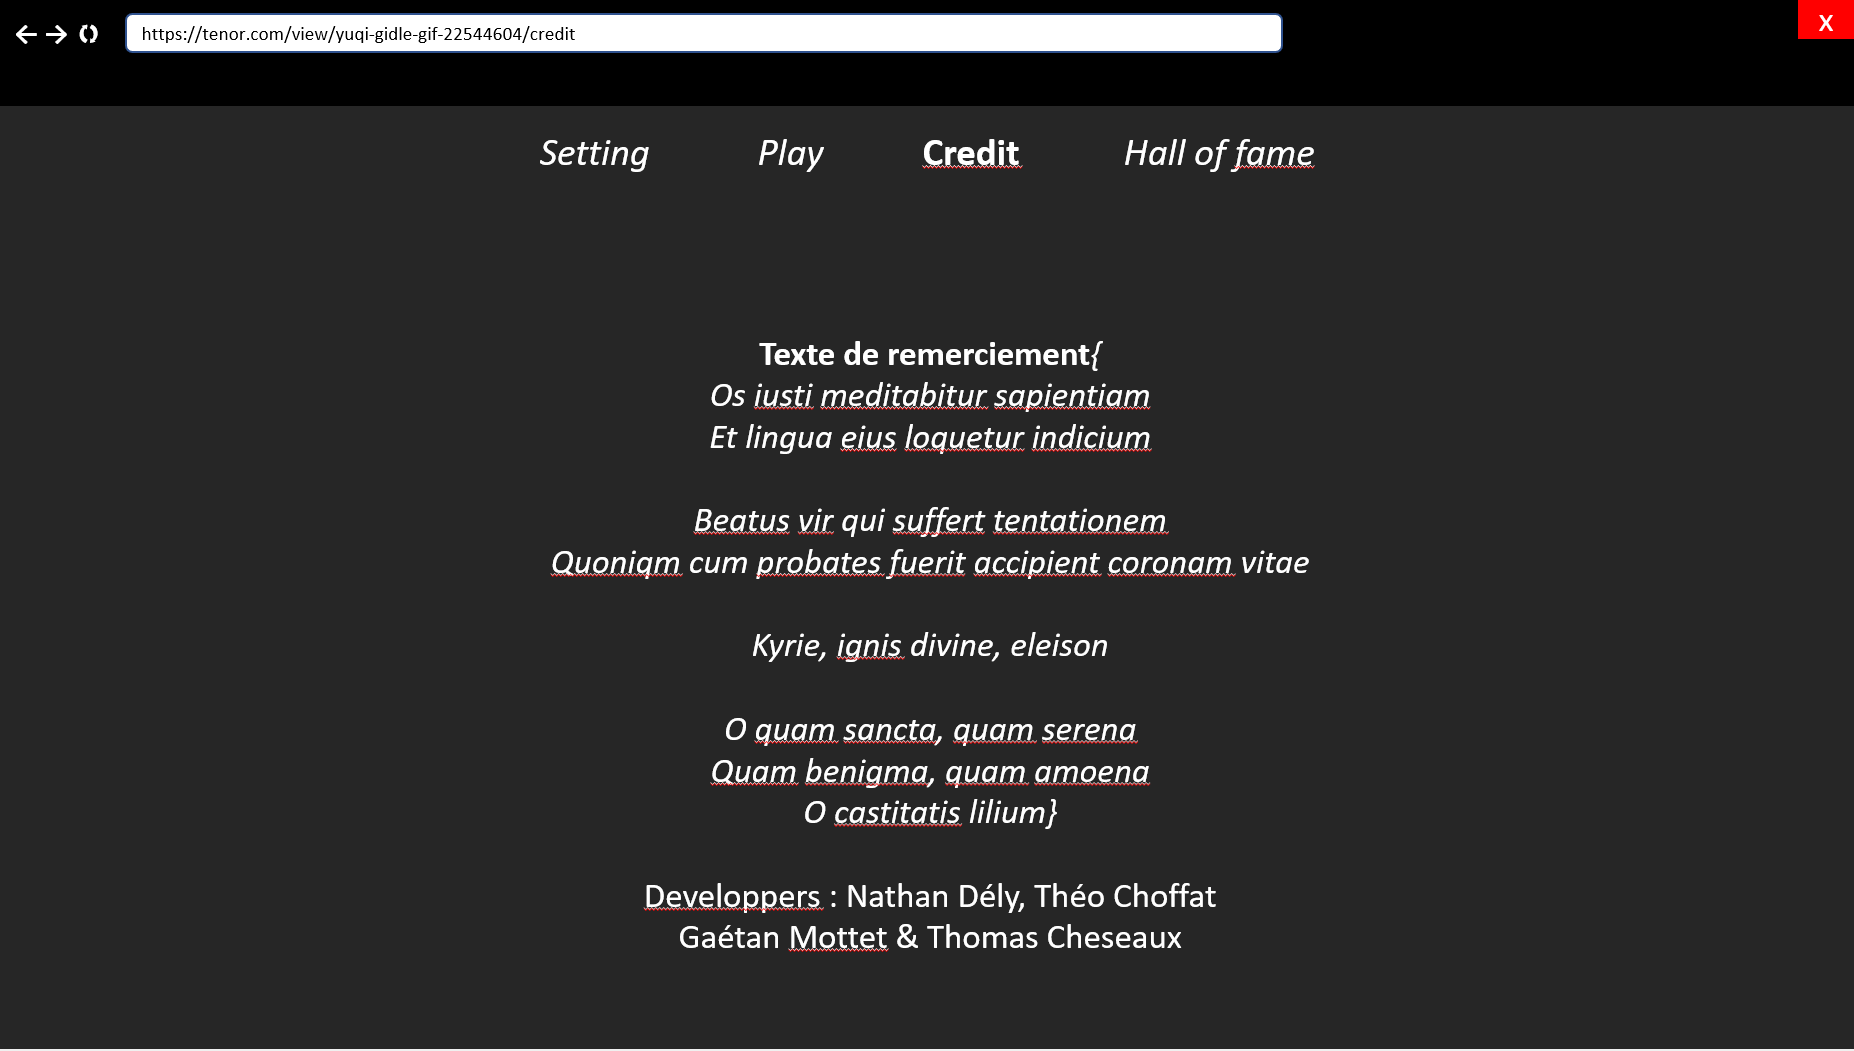 https://tenor.com/view/yuqi-gidle-gif-22544604/credit
X
Setting Play Credit Hall of fame
Texte de remerciement{
Os iusti meditabitur sapientiam
Et lingua eius loquetur indicium
Beatus vir qui suffert tentationem
Quoniqm cum probates fuerit accipient coronam vitae
Kyrie, ignis divine, eleison
O quam sancta, quam serena
Quam benigma, quam amoena
O castitatis lilium}
Developpers : Nathan Dély, Théo Choffat
Gaétan Mottet & Thomas Cheseaux